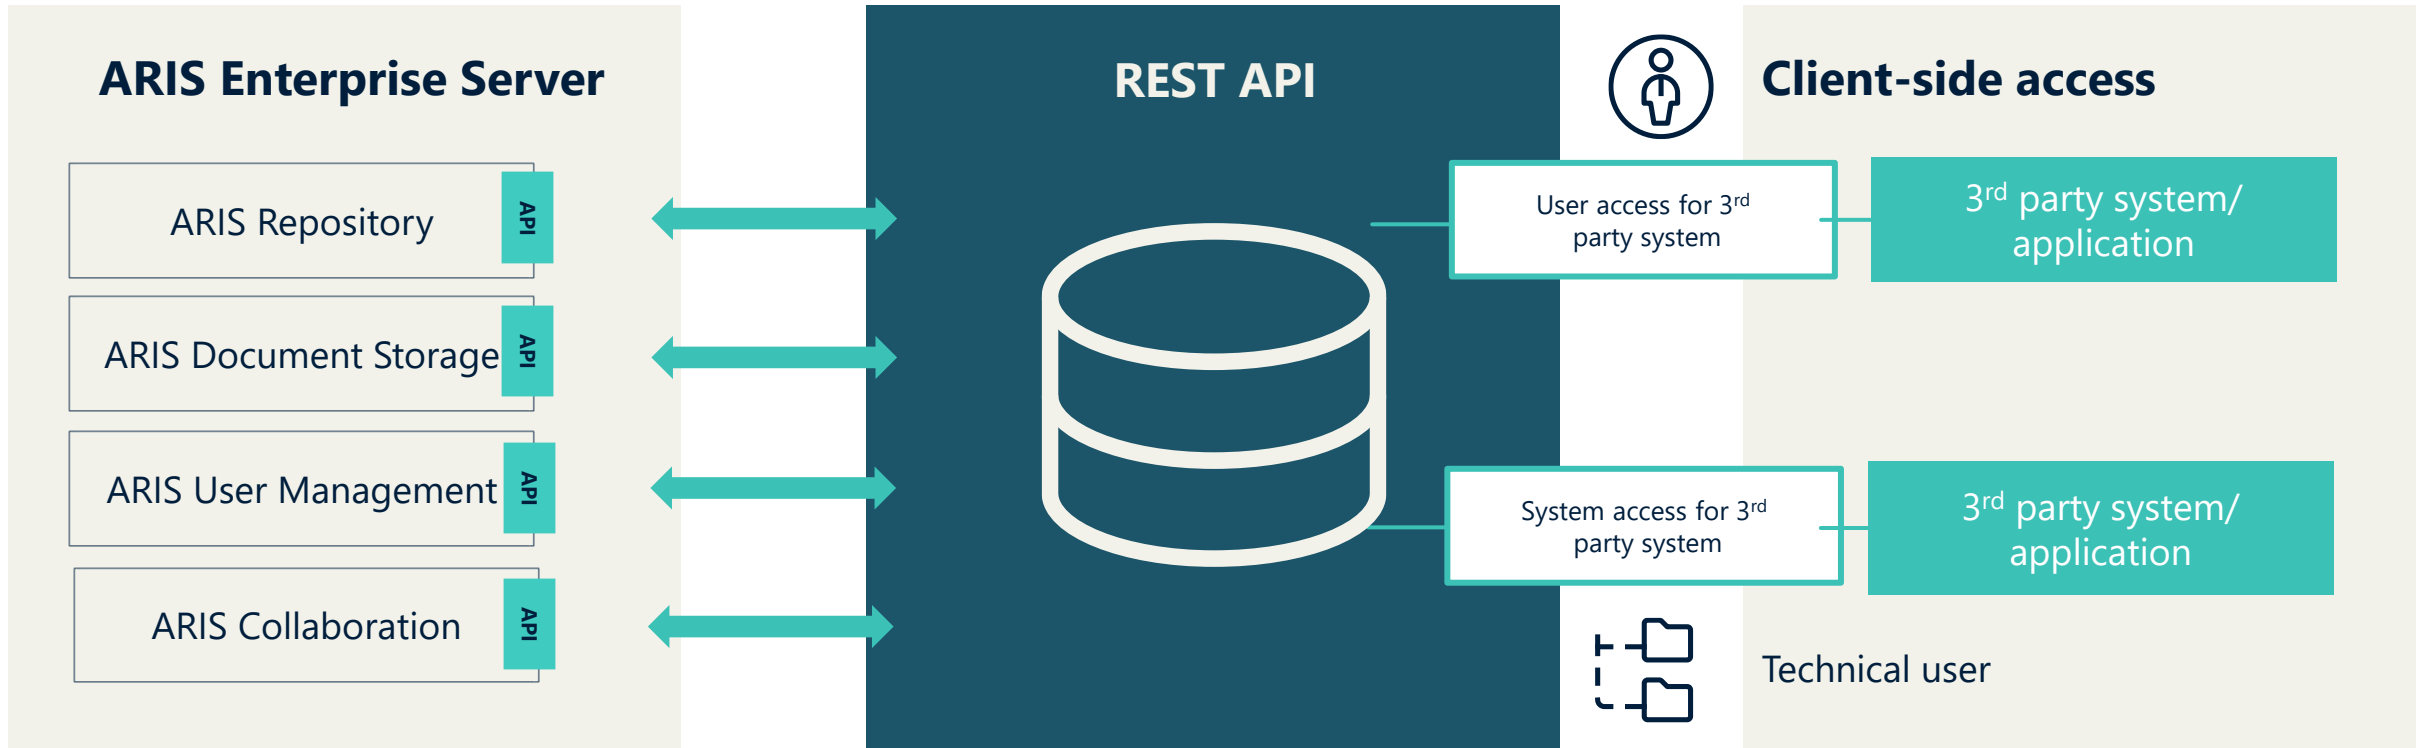 ARIS Enterprise Server
ARIS Repository
API
ARIS Document Storage
API
ARIS User Management
API
ARIS Collaboration
API
REST API
Client-side access
User access for 3rd
party system
3rd party system/
application
System access for 3rd
party system
3rd party system/
application
Technical user